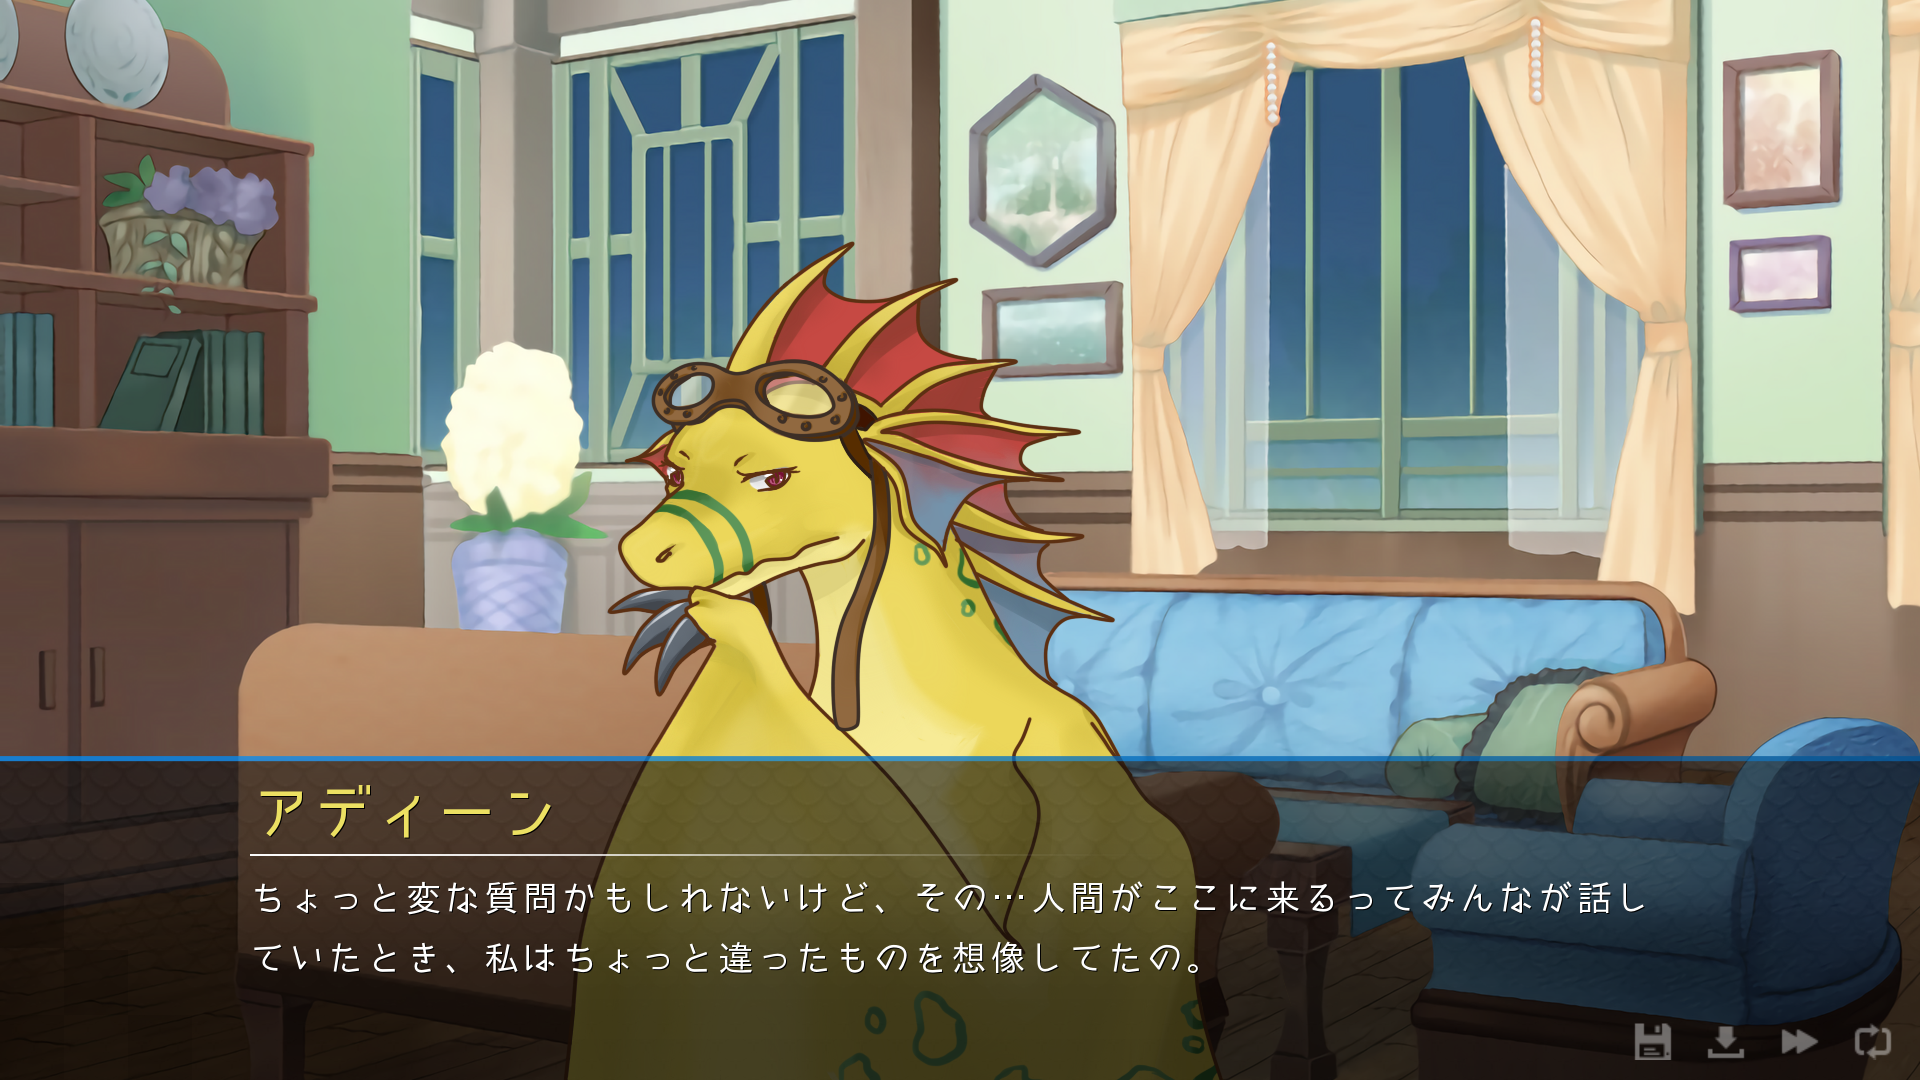 アディーン
ちょっと変な質問かもしれないけど、その…人間がここに来るってみんなが話し
ていたとき、私はちょっと違ったものを想像してたの。